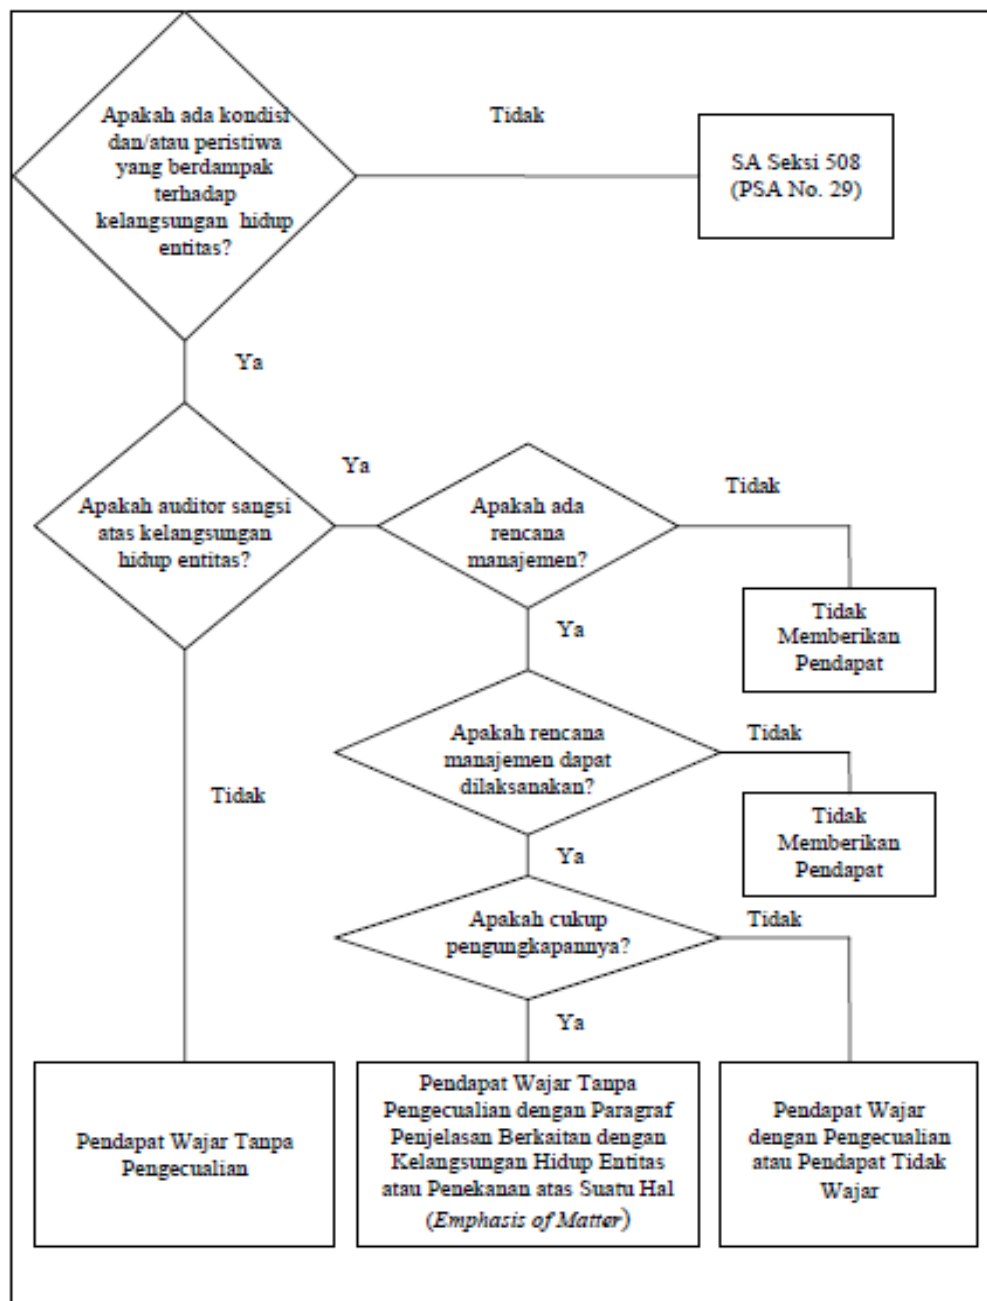 Apakah ada kondisi
dan/atau peristiwa
yang berdampak
terhadap
kelangsungan hidup
entitas?
Tidak
SA Seksi 508
(PSA No. 29)
Ya
Apakah auditor sangsi
atas kelangsungan
hidup entitas?
Ya
Apakah ada
rencana
manajemen?
Tidak
Tidak
Memberikan
Pendapat
Ya
Apakah rencana
manajemen dapat
dilaksanakan?
Tidak
Tidak
Memberikan
Pendapat
Tidak
Ya
Apakah cukup
pengungkapannya?
Tidak
Ya
Pendapat Wajar Tanpa
Pengecualian
Pendapat Wajar Tanpa
Pengecualian dengan Paragraf
Penjelasan Berkaitan dengan
Kelangsungan Hidup Entitas
atau Penekanan atas Suatu Hal
(Emphasis of Matter)
Pendapat Wajar
dengan Pengecualian
atau Pendapat Tidak
Wajar